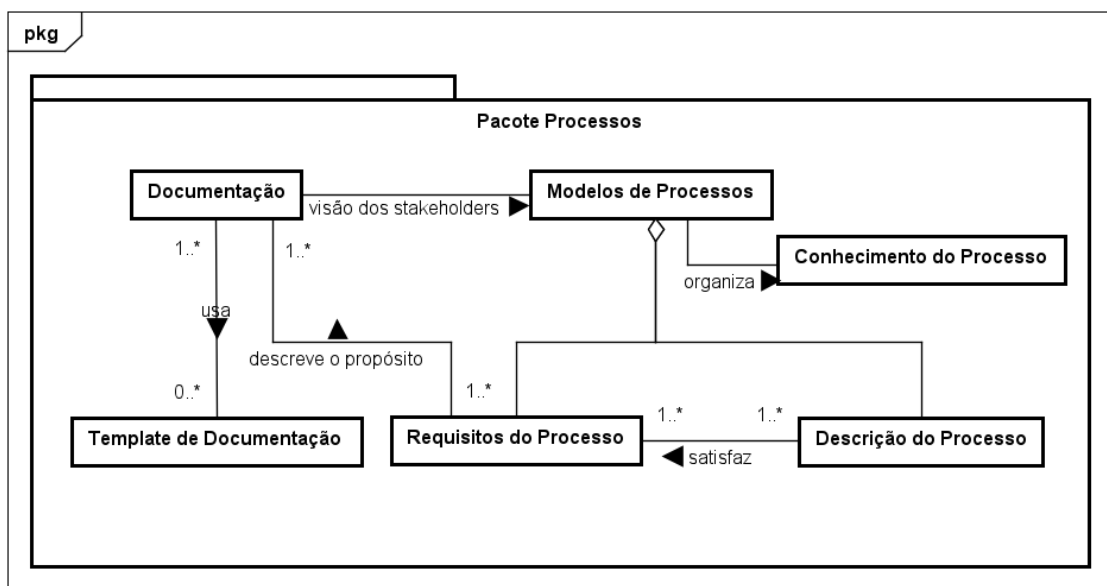 pkg
Pacote Processos
Documentação
visão dos stakeholders
Modelos de Processos
1..*
1..*
Conhecimento do Processo
organiza
usa
descreve o propósito
0..*
1..*
1..*
1..*
Template de Documentação
Requisitos do Processo
satisfaz
Descrição do Processo